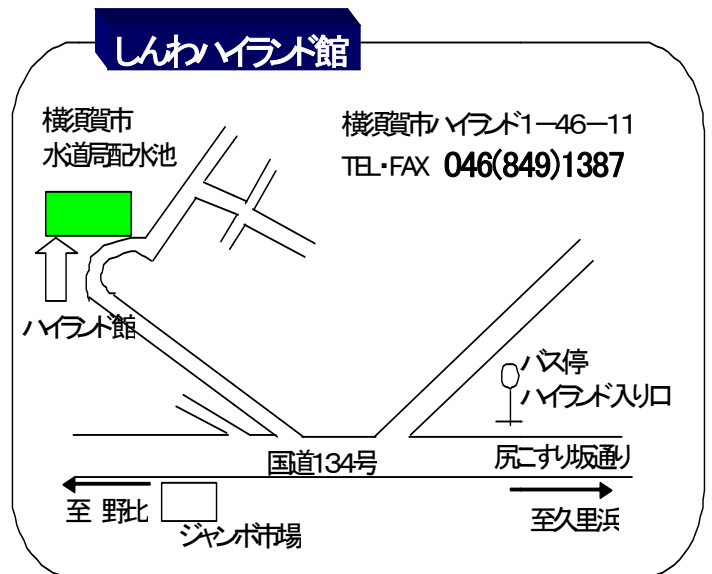 しんわハイランド館
横須賀市
水道局配水池
横須賀市ハイランド1－46－11
TEL・FAX 046(849)1387
ハイランド館
バス停
ハイランド入り口
国道134号
尻こすり坂通り
至 野比
ジャンボ市場
至久里浜